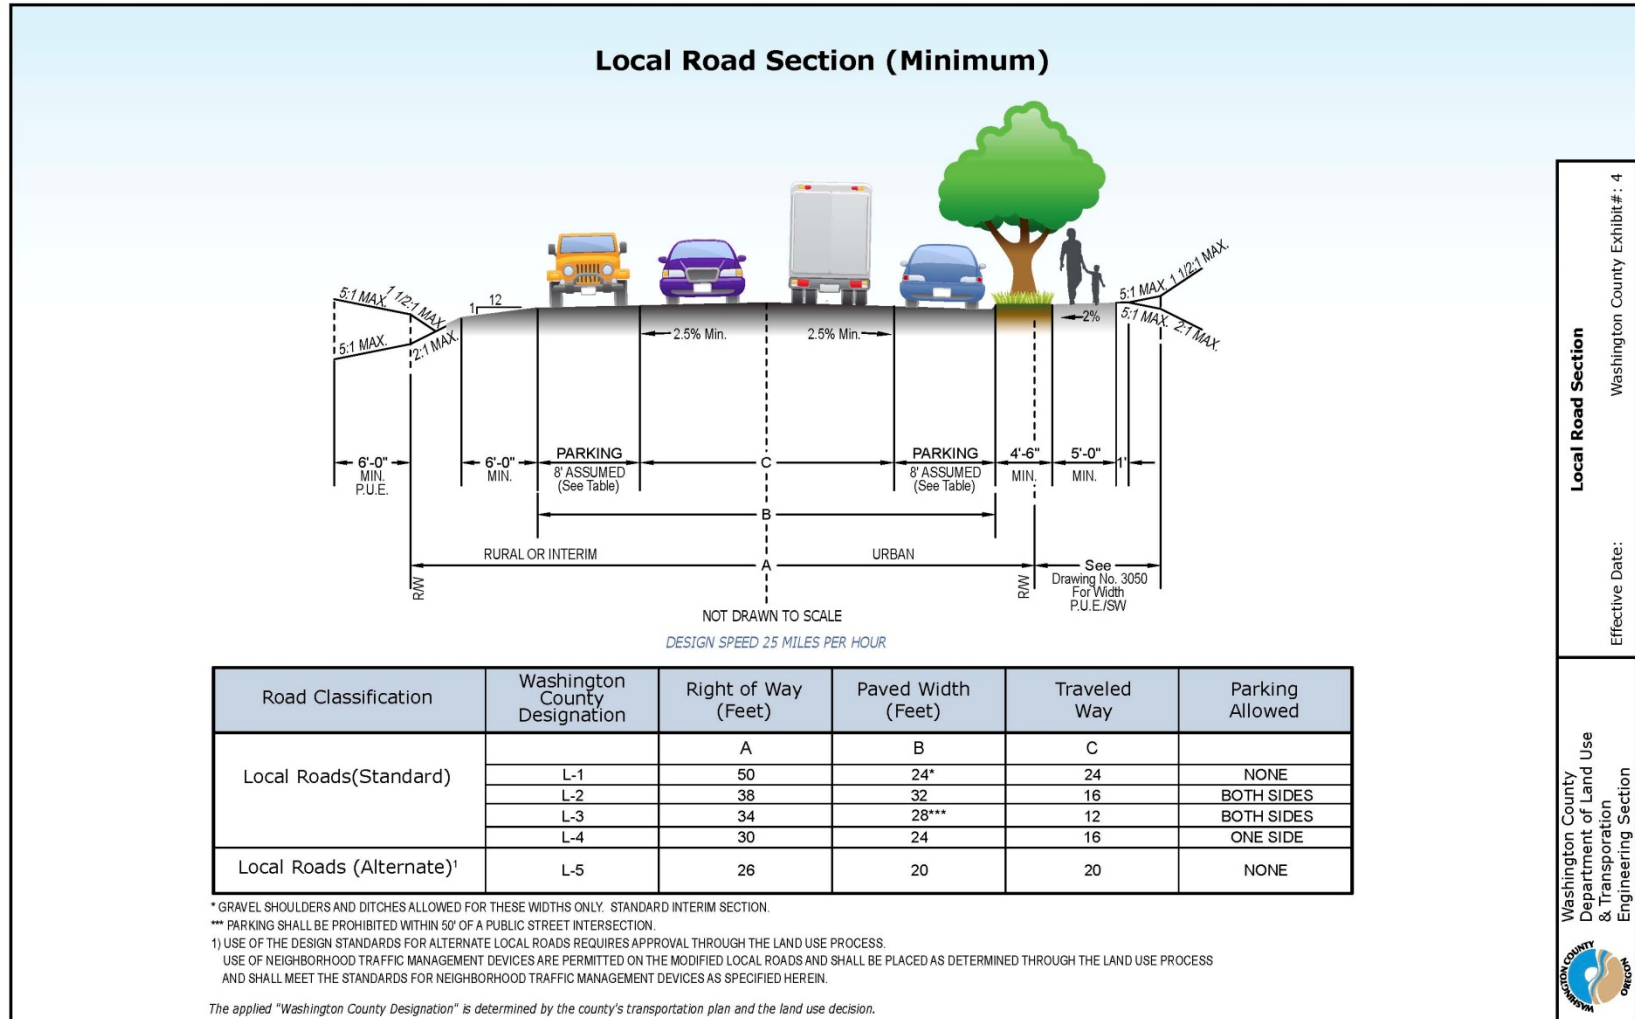 Local Road Section (Minimum)
5:1 MAX.
1 1/2:1 MAX.
5:1 MAX.
2:1 MAX.
1
12
2.5% Min.
2.5% Min.
2%
5:1 MAX.
1 1/2:1 MAX.
5:1 MAX.
2:1 MAX.
6'-0"
MIN.
P.U.E.
6'-0"
MIN.
PARKING
8' ASSUMED
(See Table)
C
PARKING
8' ASSUMED
(See Table)
4'-6"
MIN.
5'-0"
MIN.
1'
B
RURAL OR INTERIM
URBAN
A
R/W
R/W
See
Drawing No. 3050
For Width
P.U.E./SW
NOT DRAWN TO SCALE
DESIGN SPEED 25 MILES PER HOUR
Road Classification
Washington
County
Designation
Right of Way
(Feet)
Paved Width
(Feet)
Traveled
Way
Parking
Allowed
A B C
Local Roads(Standard)
L-1 50 24* 24 NONE
L-2 38 32 16 BOTH SIDES
L-3 34 28*** 12 BOTH SIDES
L-4 30 24 16 ONE SIDE
Local Roads (Alternate)¹ L-5 26 20 20 NONE
* GRAVEL SHOULDERS AND DITCHES ALLOWED FOR THESE WIDTHS ONLY. STANDARD INTERIM SECTION.
*** PARKING SHALL BE PROHIBITED WITHIN 50' OF A PUBLIC STREET INTERSECTION.
1) USE OF THE DESIGN STANDARDS FOR ALTERNATE LOCAL ROADS REQUIRES APPROVAL THROUGH THE LAND USE PROCESS.
USE OF NEIGHBORHOOD TRAFFIC MANAGEMENT DEVICES ARE PERMITTED ON THE MODIFIED LOCAL ROADS AND SHALL BE PLACED AS DETERMINED THROUGH THE LAND USE PROCESS
AND SHALL MEET THE STANDARDS FOR NEIGHBORHOOD TRAFFIC MANAGEMENT DEVICES AS SPECIFIED HEREIN.
The applied "Washington County Designation" is determined by the county's transportation plan and the land use decision.
Local Road Section
Effective Date:
Washington County Exhibit#: 4
Washington County
Department of Land Use
& Transporation
Engineering Section
WASHINGTON COUNTY
OREGON